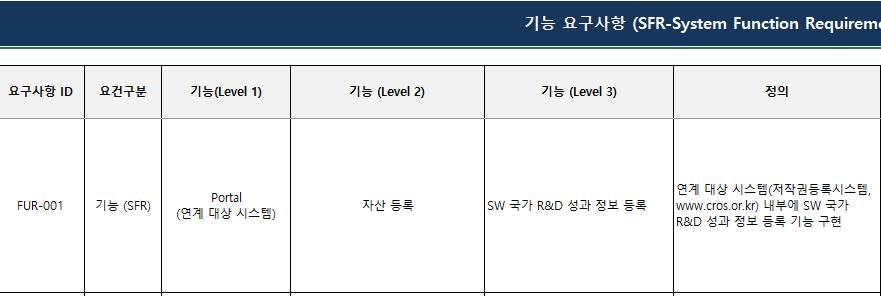 기능 요구사항 (SFR-System Function Requireme
요구사항 ID
요건구분
기능(Level 1)
기능 (Level 2)
기능 (Level 3)
정의
FUR-001
기능 (SFR)
Portal
(연계 대상 시스템)
자산 등록
SW 국가 R&D 성과 정보 등록
연계 대상 시스템(저작권등록시스템,
www.cros.or.kr) 내부에 SW 국가
R&D 성과 정보 등록 기능 구현